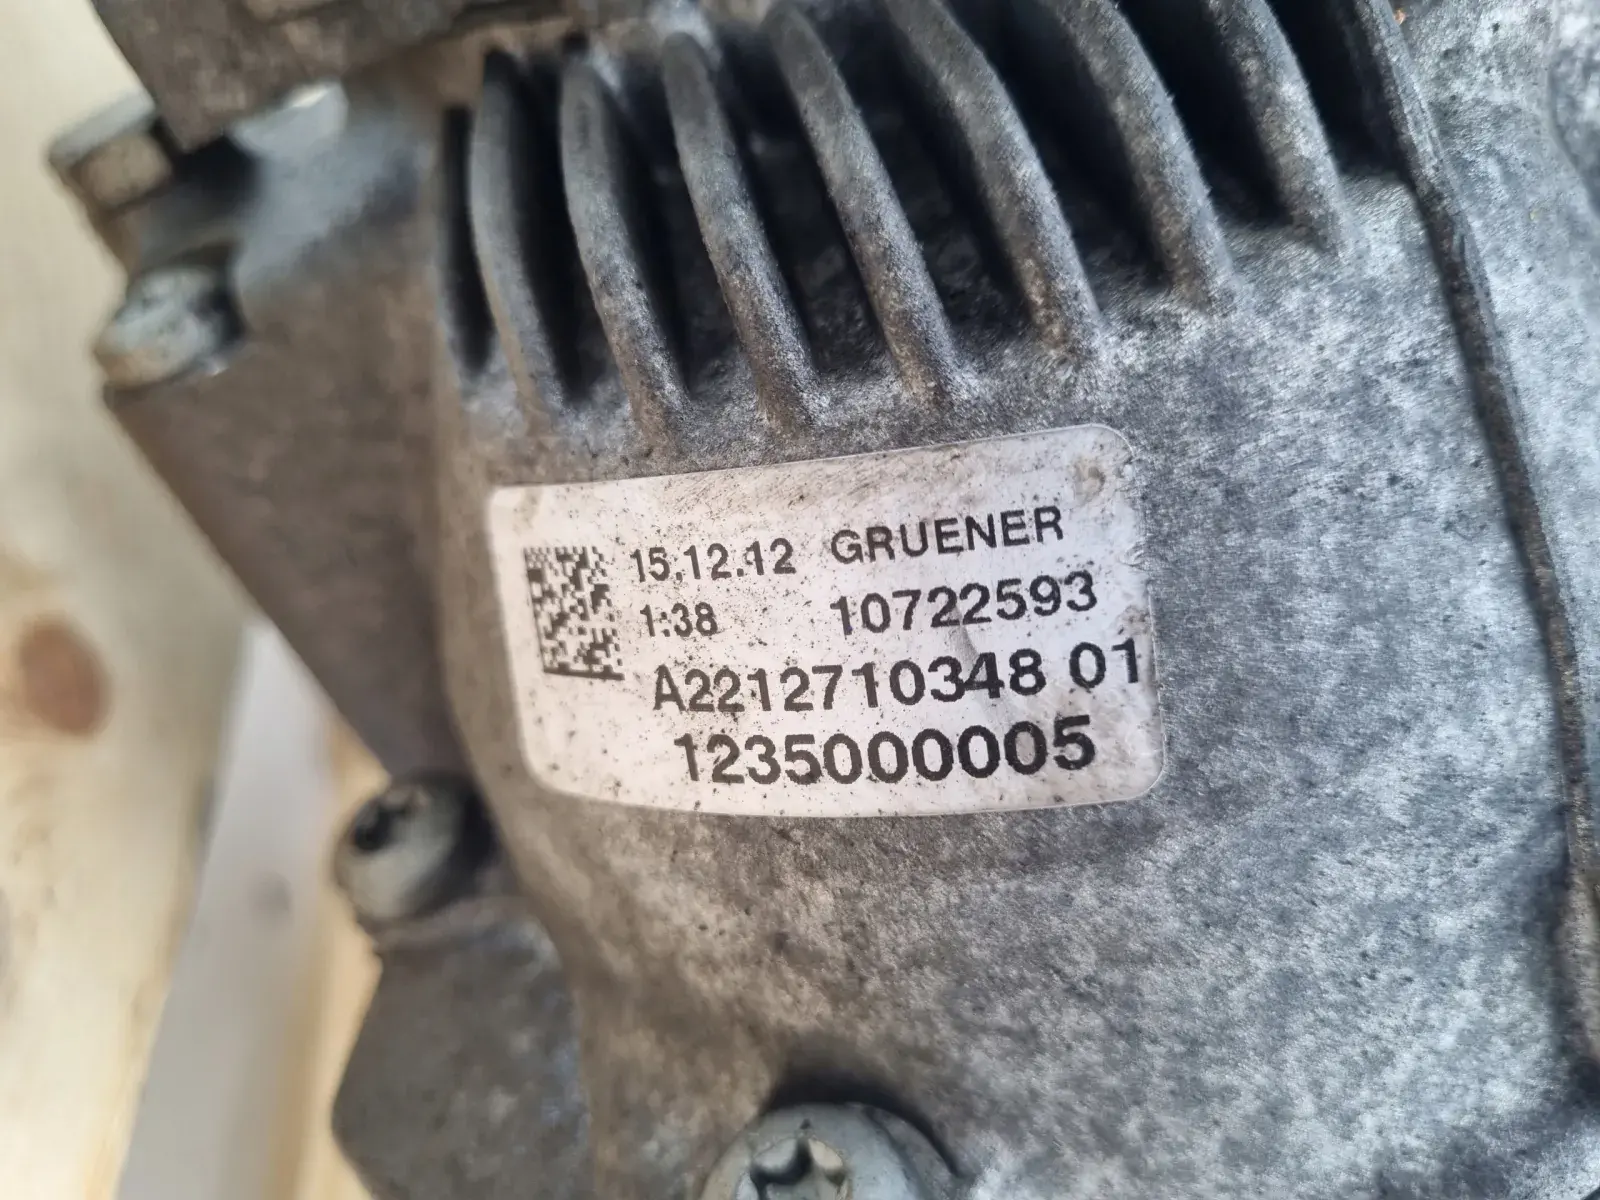 15.12.12 GRUENER
1:38 10722593
A2212710348 01
1235000005